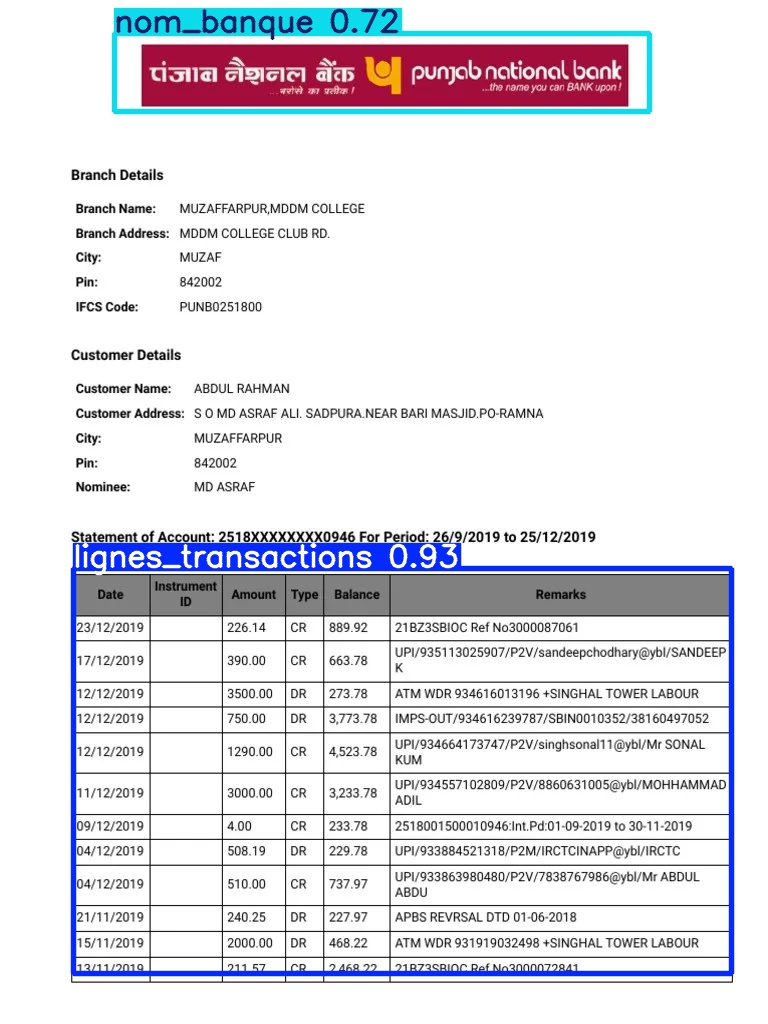 nom_banque 0.72
पंजाब नैशनल बैंक punjab national bank
...भरोसे का प्रतीक! ...the name you can BANK upon!
Branch Details
Branch Name: MUZAFFARPUR,MDDM COLLEGE
Branch Address: MDDM COLLEGE CLUB RD.
City: MUZAF
Pin: 842002
IFCS Code: PUNB0251800
Customer Details
Customer Name: ABDUL RAHMAN
Customer Address: S O MD ASRAF ALI. SADPURA.NEAR BARI MASJID.PO-RAMNA
City: MUZAFFARPUR
Pin: 842002
Nominee: MD ASRAF
Statement of Account: 2518XXXXXXXX0946 For Period: 26/9/2019 to 25/12/2019
lignes_transactions 0.93
Date Instrument ID Amount Type Balance Remarks
23/12/2019 226.14 CR 889.92 21BZ3SBIOC Ref No3000087061
17/12/2019 390.00 CR 663.78 UPI/935113025907/P2V/sandeepchodhary@ybl/SANDEEP
K
12/12/2019 3500.00 DR 273.78 ATM WDR 934616013196 +SINGHAL TOWER LABOUR
12/12/2019 750.00 DR 3,773.78 IMPS-OUT/934616239787/SBIN0010352/38160497052
12/12/2019 1290.00 CR 4,523.78 UPI/934664173747/P2V/singhsonal11@ybl/Mr SONAL
KUM
11/12/2019 3000.00 CR 3,233.78 UPI/934557102809/P2V/8860631005@ybl/MOHHAMMAD
ADIL
09/12/2019 4.00 CR 233.78 2518001500010946:Int.Pd:01-09-2019 to 30-11-2019
04/12/2019 508.19 DR 229.78 UPI/933884521318/P2M/IRCTCINAPP@ybl/IRCTC
04/12/2019 510.00 CR 737.97 UPI/933863980480/P2V/7838767986@ybl/Mr ABDUL
ABDU
21/11/2019 240.25 DR 227.97 APBS REVRSAL DTD 01-06-2018
15/11/2019 2000.00 DR 468.22 ATM WDR 931919032498 +SINGHAL TOWER LABOUR
13/11/2019 211.57 CR 2,468.22 21BZ3SBIOC Ref No3000072841